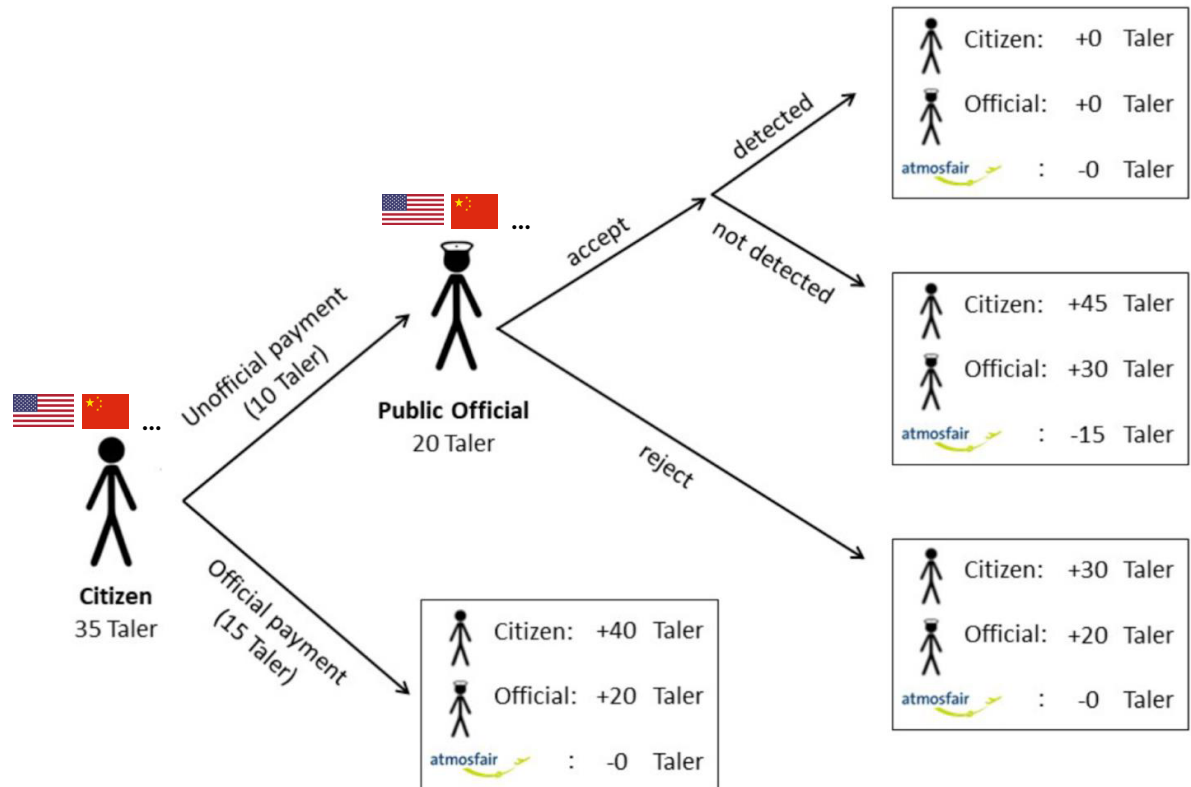 Citizen: +0 Taler
Official: +0 Taler
atmosfair : -0 Taler
detected
accept
not detected
...
Unofficial payment
(10 Taler)
Public Official
20 Taler
Citizen: +45 Taler
Official: +30 Taler
atmosfair : -15 Taler
...
reject
Citizen
35 Taler
Official payment
(15 Taler)
Citizen: +40 Taler
Official: +20 Taler
atmosfair : -0 Taler
Citizen: +30 Taler
Official: +20 Taler
atmosfair : -0 Taler